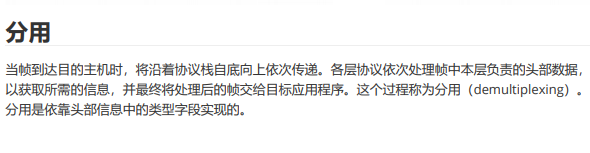 分用
当帧到达目的主机时，将沿着协议栈自底向上依次传递。各层协议依次处理帧中本层负责的头部数据，
以获取所需的信息，并最终将处理后的帧交给目标应用程序。这个过程称为分用（demultiplexing）。
分用是依靠头部信息中的类型字段实现的。